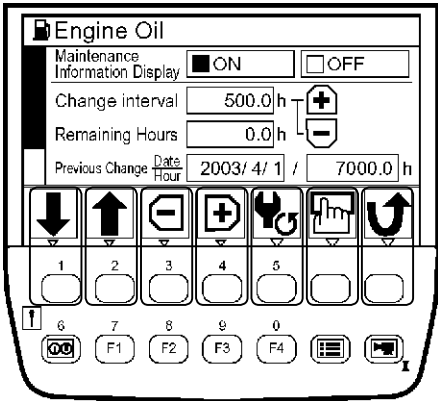 Engine Oil
Maintenance Information Display ON OFF
Change interval 500.0 h
Remaining Hours 0.0 h
Previous Change Date Hour 2003/ 4/ 1 / 7000.0 h
1 2 3 4 5
6 7 8 9 0
F1 F2 F3 F4
I